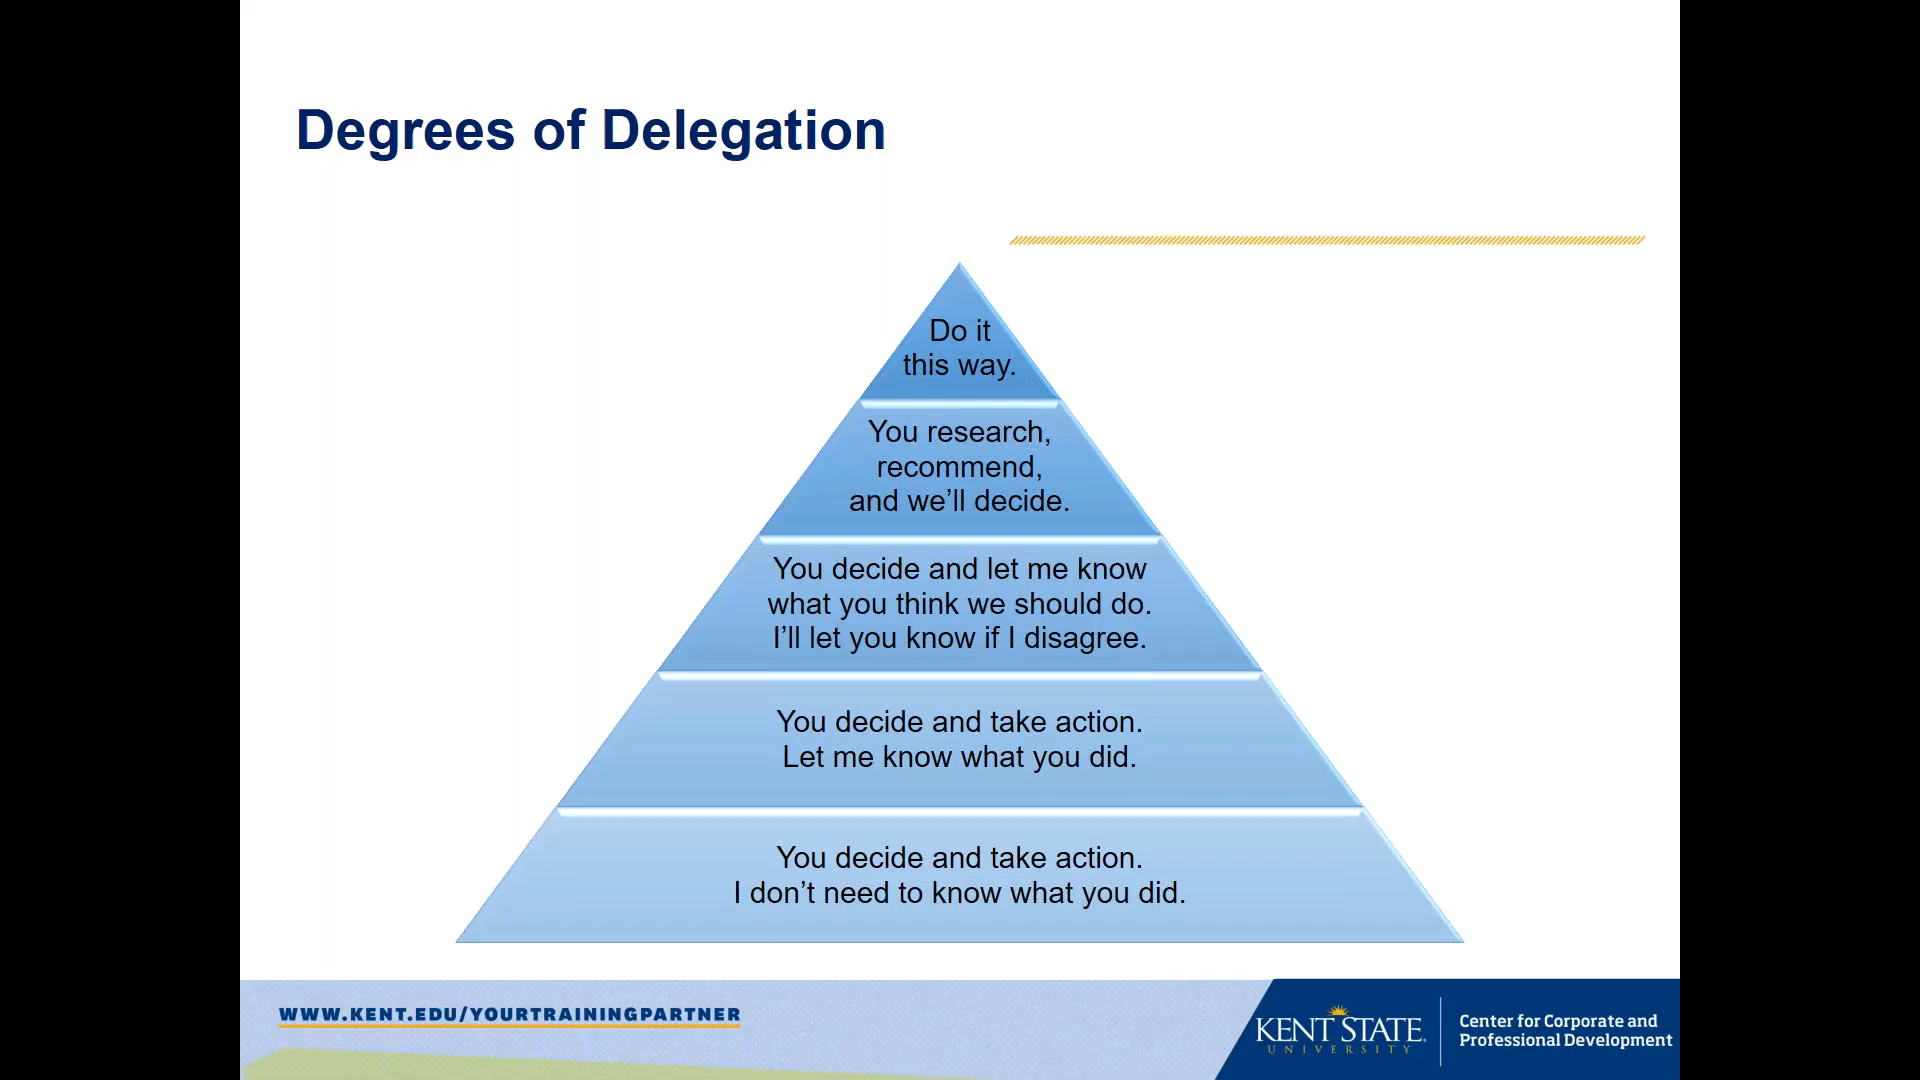 Degrees of Delegation
Do it
this way.
You research,
recommend,
and we’ll decide.
You decide and let me know
what you think we should do.
I’ll let you know if I disagree.
You decide and take action.
Let me know what you did.
You decide and take action.
I don’t need to know what you did.
WWW.KENT.EDU/YOURTRAININGPARTNER
KENT STATE
UNIVERSITY
Center for Corporate and
Professional Development